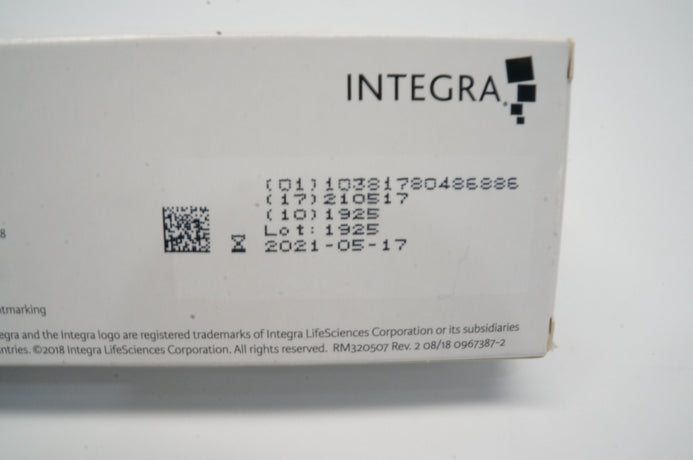 INTEGRA
(01)10381780486886
(17)210517
(10)1925
Lot:1925
2021-05-17
8
tmarking
egra and the Integra logo are registered trademarks of Integra LifeSciences Corporation or its subsidiaries
ntries. ©2018 Integra LifeSciences Corporation. All rights reserved. RM320507 Rev. 2 08/18 0967387-2